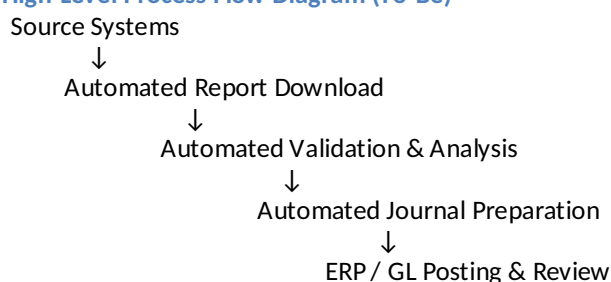 High-Level Process Flow Diagram (To-Be)
Source Systems
↓
Automated Report Download
↓
Automated Validation & Analysis
↓
Automated Journal Preparation
↓
ERP / GL Posting & Review